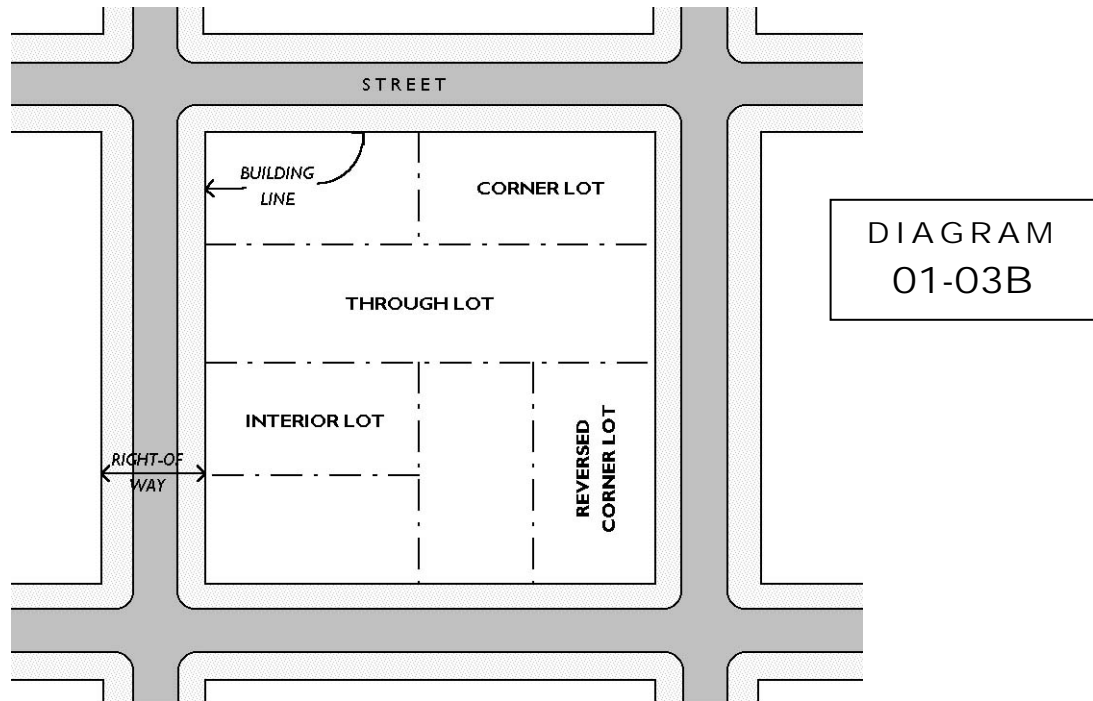 STREET
BUILDING
LINE
CORNER LOT
DIAGRAM
01-03B
THROUGH LOT
INTERIOR LOT
REVERSED
CORNER LOT
RIGHT-OF
WAY